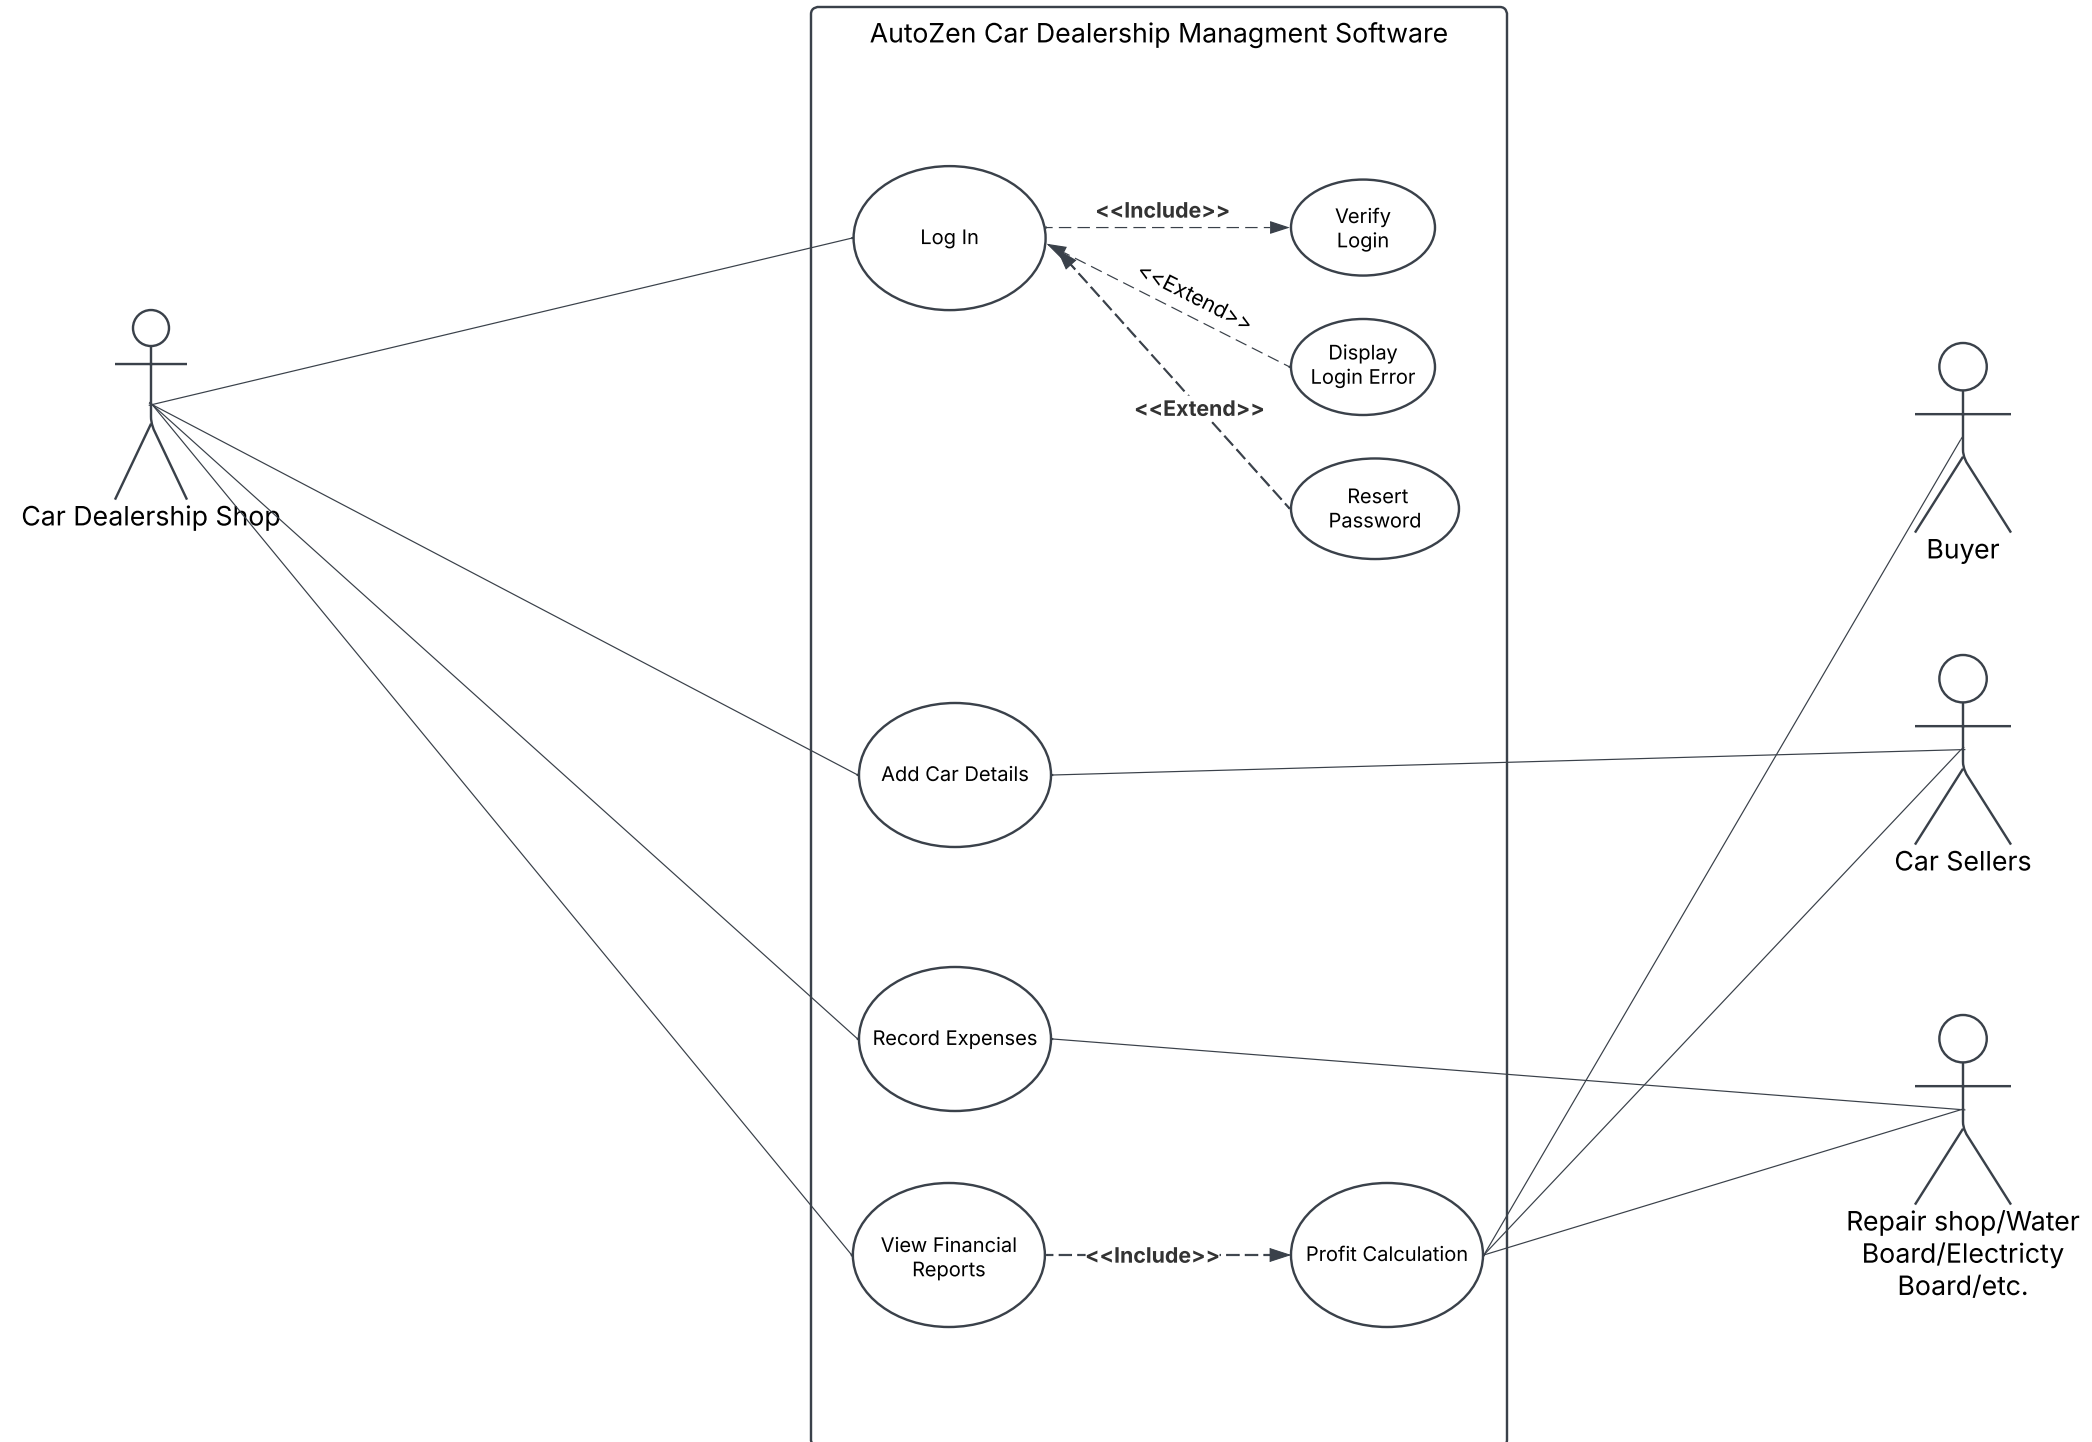 AutoZen Car Dealership Managment Software
Log In
<<Include>>
Verify
Login
<<Extend>>
Display
Login Error
<<Extend>>
Resert
Password
Car Dealership Shop
Buyer
Add Car Details
Car Sellers
Record Expenses
View Financial
Reports
<<Include>>
Profit Calculation
Repair shop/Water
Board/Electricty
Board/etc.